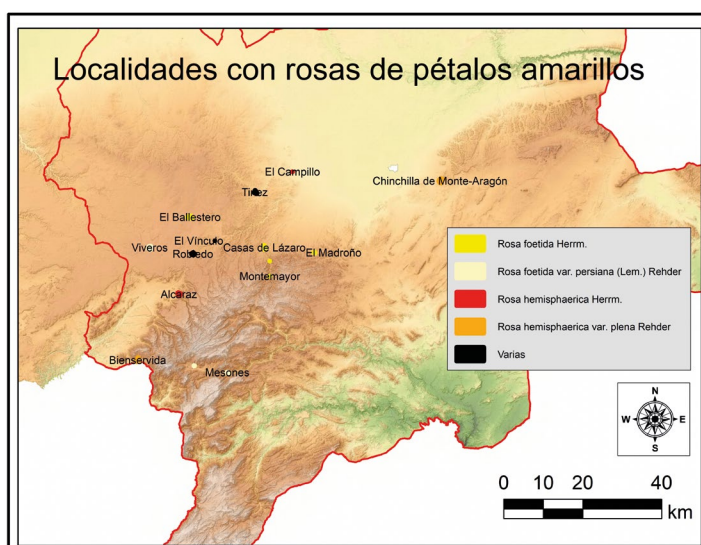 Localidades con rosas de pétalos amarillos
El Campillo
Chinchilla de Monte-Aragón
Tiriez
El Ballestero
El Vínculo
Viveros
Robledo
Casas de Lázaro
El Madroño
Montemayor
Alcaraz
Bienservida
Mesones
Rosa foetida Herrm.
Rosa foetida var. persiana (Lem.) Rehder
Rosa hemisphaerica Herrm.
Rosa hemisphaerica var. plena Rehder
Varias
N
W E
S
0 10 20 40
km